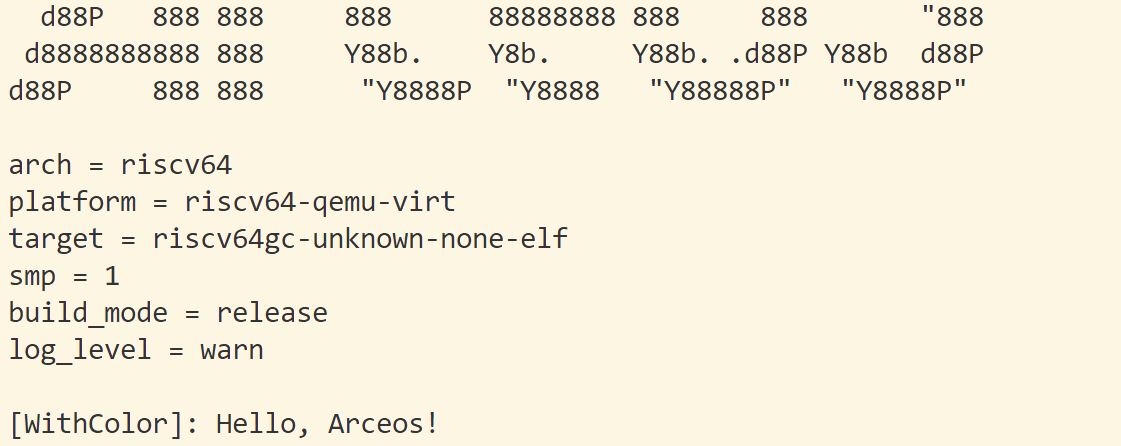 d88P   888 888     888      88888888 888     888       "888
 d8888888888 888     Y88b.    Y8b.     Y88b. .d88P Y88b  d88P
d88P     888 888      "Y8888P  "Y8888   "Y88888P"   "Y8888P"

arch = riscv64
platform = riscv64-qemu-virt
target = riscv64gc-unknown-none-elf
smp = 1
build_mode = release
log_level = warn

[WithColor]: Hello, Arceos!